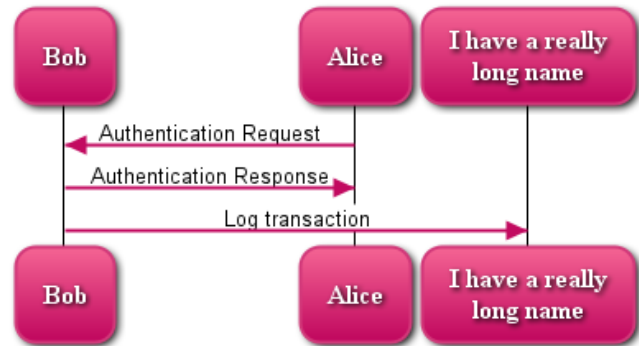 Bob
Alice
I have a really
long name
Authentication Request
Authentication Response
Log transaction
Bob
Alice
I have a really
long name